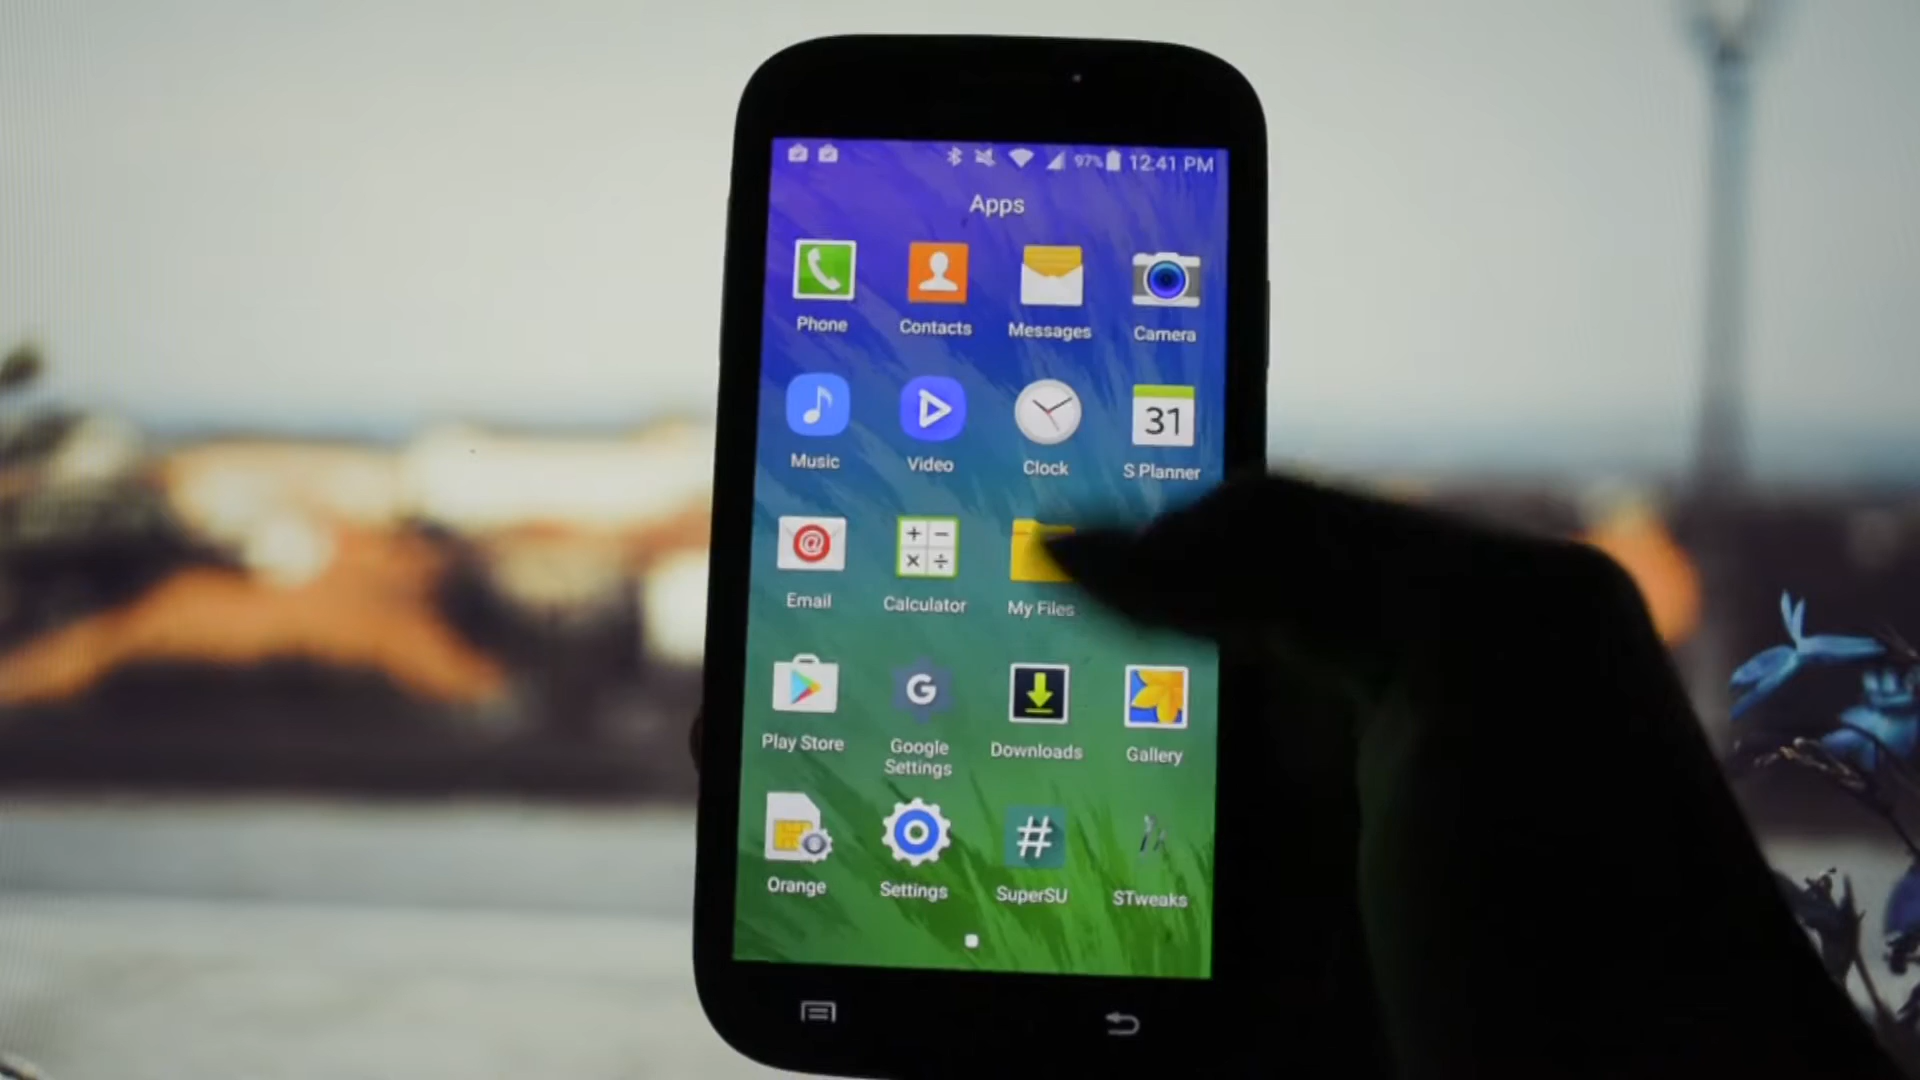 97% 12:41 PM
Apps
Phone Contacts Messages Camera
31
Music Video Clock S Planner
Email Calculator My Files
G
Play Store Google Settings Downloads Gallery
#
Orange Settings SuperSU STweaks